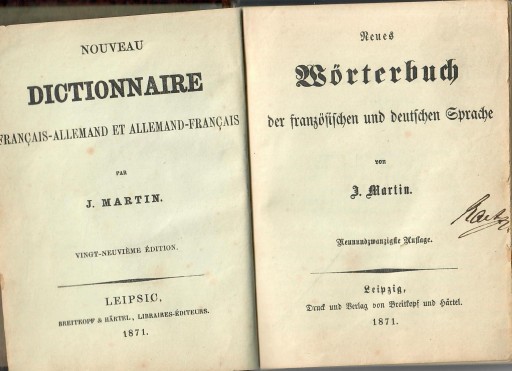 NOUVEAU
DICTIONNAIRE
FRANÇAIS-ALLEMAND ET ALLEMAND-FRANÇAIS
PAR
J. MARTIN.
VINGT-NEUVIÈME ÉDITION.
LEIPSIC,
BREITKOPF & HÄRTEL, LIBRAIRES-ÉDITEURS.
1871.
Neues
Wörterbuch
der französischen und deutschen Sprache
von
J. Martin.
Neunundzwanzigste Auflage.
Leipzig,
Druck und Verlag von Breitkopf und Härtel.
1871.